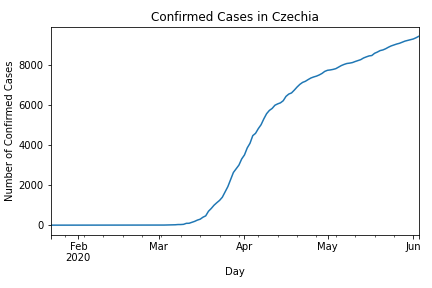 Confirmed Cases in Czechia
Number of Confirmed Cases
8000
6000
4000
2000
0
Feb Mar Apr May Jun
2020
Day